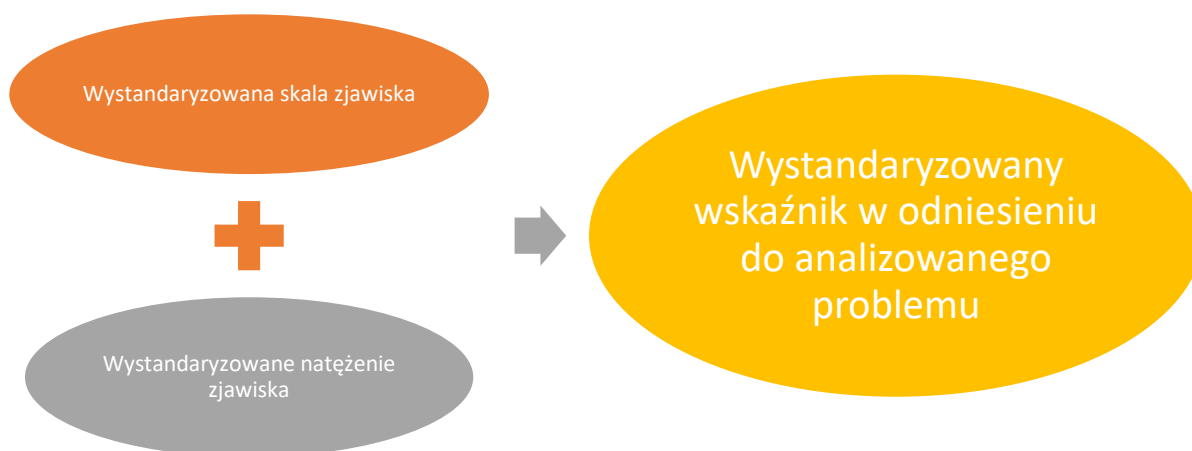 Wystandaryzowana skala zjawiska
Wystandaryzowane natężenie
zjawiska
Wystandaryzowany
wskaźnik w odniesieniu
do analizowanego
problemu